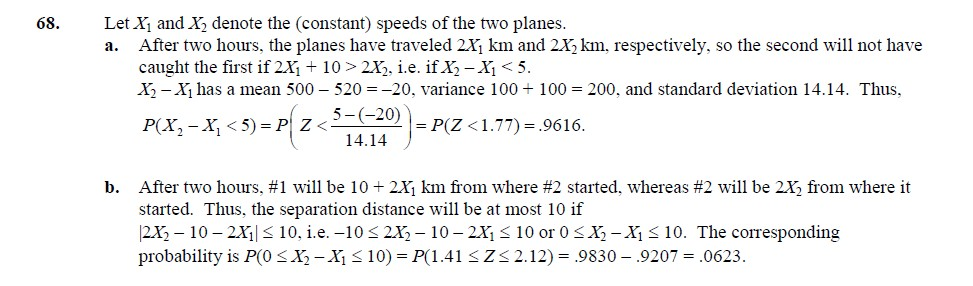 68. Let X₁ and X₂ denote the (constant) speeds of the two planes.
a. After two hours, the planes have traveled 2X₁ km and 2X₂ km, respectively, so the second will not have
caught the first if 2X₁ + 10 > 2X₂, i.e. if X₂ – X₁ < 5.
X₂ – X₁ has a mean 500 – 520 = –20, variance 100 + 100 = 200, and standard deviation 14.14. Thus,
P(X₂ – X₁ < 5) = P(Z < (5 – (–20))/14.14) = P(Z < 1.77) = .9616.
b. After two hours, #1 will be 10 + 2X₁ km from where #2 started, whereas #2 will be 2X₂ from where it
started. Thus, the separation distance will be at most 10 if
|2X₂ – 10 – 2X₁| ≤ 10, i.e. –10 ≤ 2X₂ – 10 – 2X₁ ≤ 10 or 0 ≤ X₂ – X₁ ≤ 10. The corresponding
probability is P(0 ≤ X₂ – X₁ ≤ 10) = P(1.41 ≤ Z ≤ 2.12) = .9830 – .9207 = .0623.